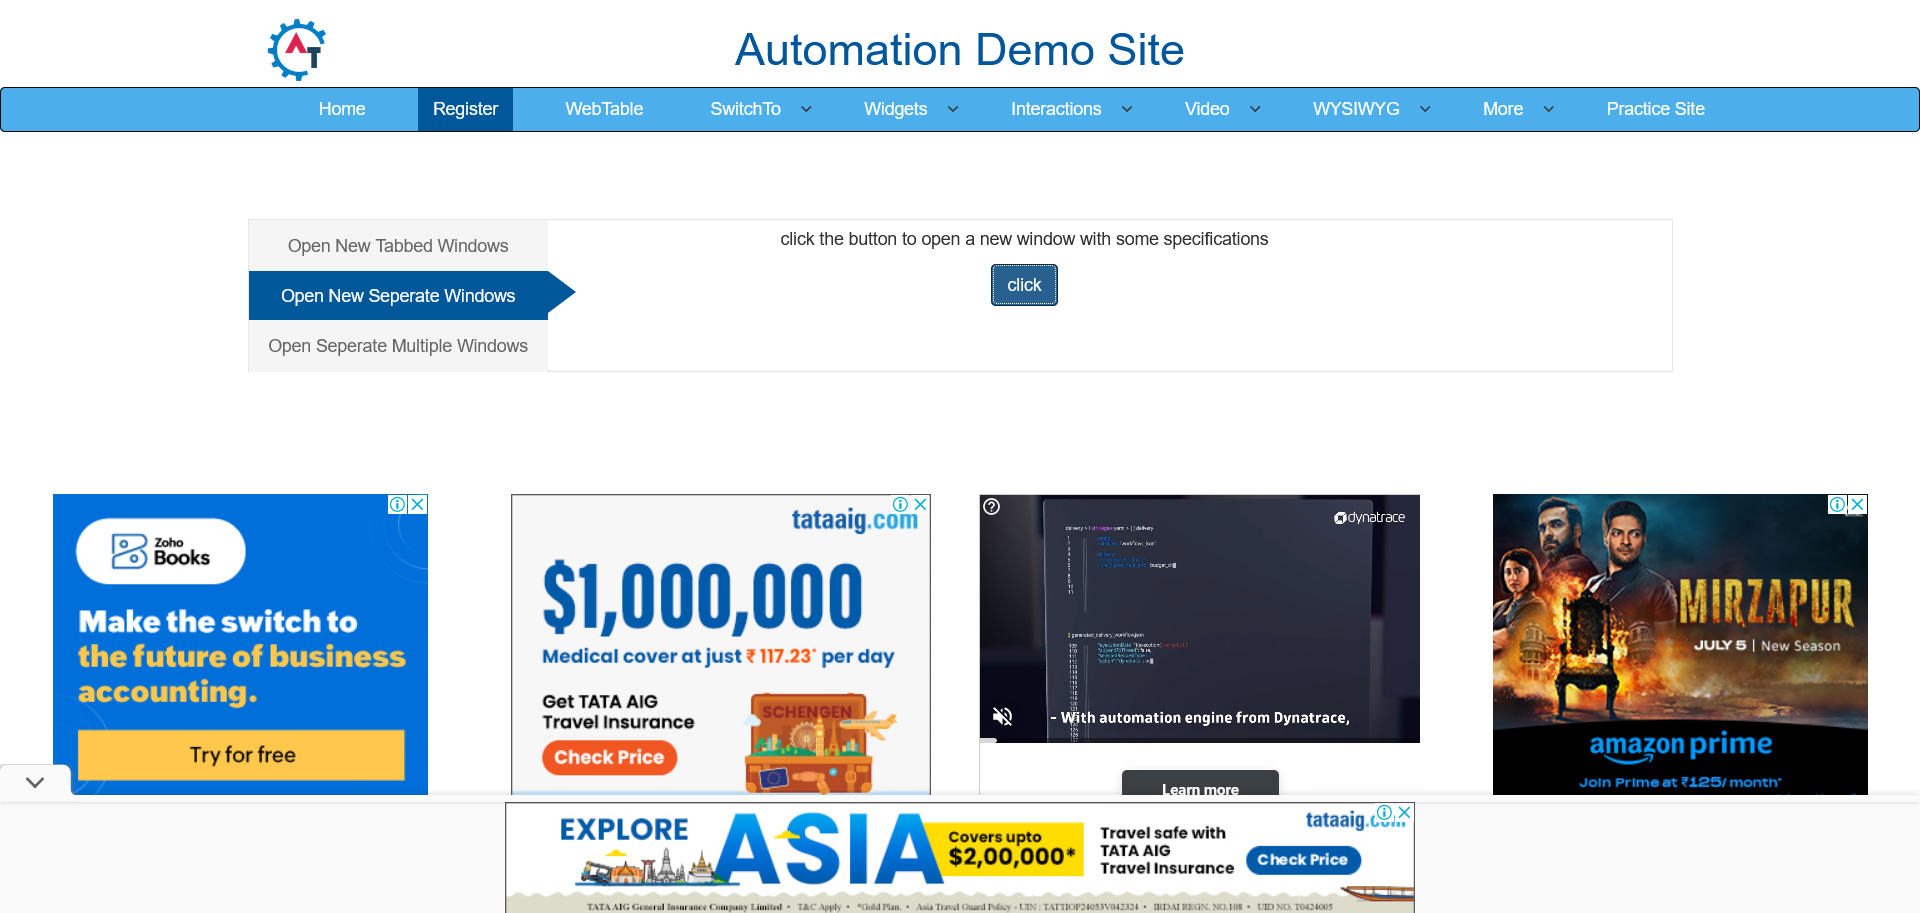 AT
Automation Demo Site
Home Register WebTable SwitchTo Widgets Interactions Video WYSIWYG More Practice Site
Open New Tabbed Windows
Open New Seperate Windows
Open Seperate Multiple Windows
click the button to open a new window with some specifications
click
Zoho
Books
Make the switch to
the future of business
accounting.
Try for free
tataaig.com
$1,000,000
Medical cover at just ₹ 117.23* per day
Get TATA AIG
Travel Insurance
Check Price
SCHENGEN
dynatrace
- With automation engine from Dynatrace,
Learn more
MIRZAPUR
JULY 5 | New Season
amazon prime
Join Prime at ₹125/ month*
EXPLORE ASIA
Covers upto
$2,00,000*
Travel safe with
TATA AIG
Travel Insurance
Check Price
tataaig.com
TATA AIG General Insurance Company Limited • T&C Apply • *Gold Plan. • Asia Travel Guard Policy - UIN : TATTIOP24053V042324 • IRDAI REGN. NO.108 • UID NO. T0424005